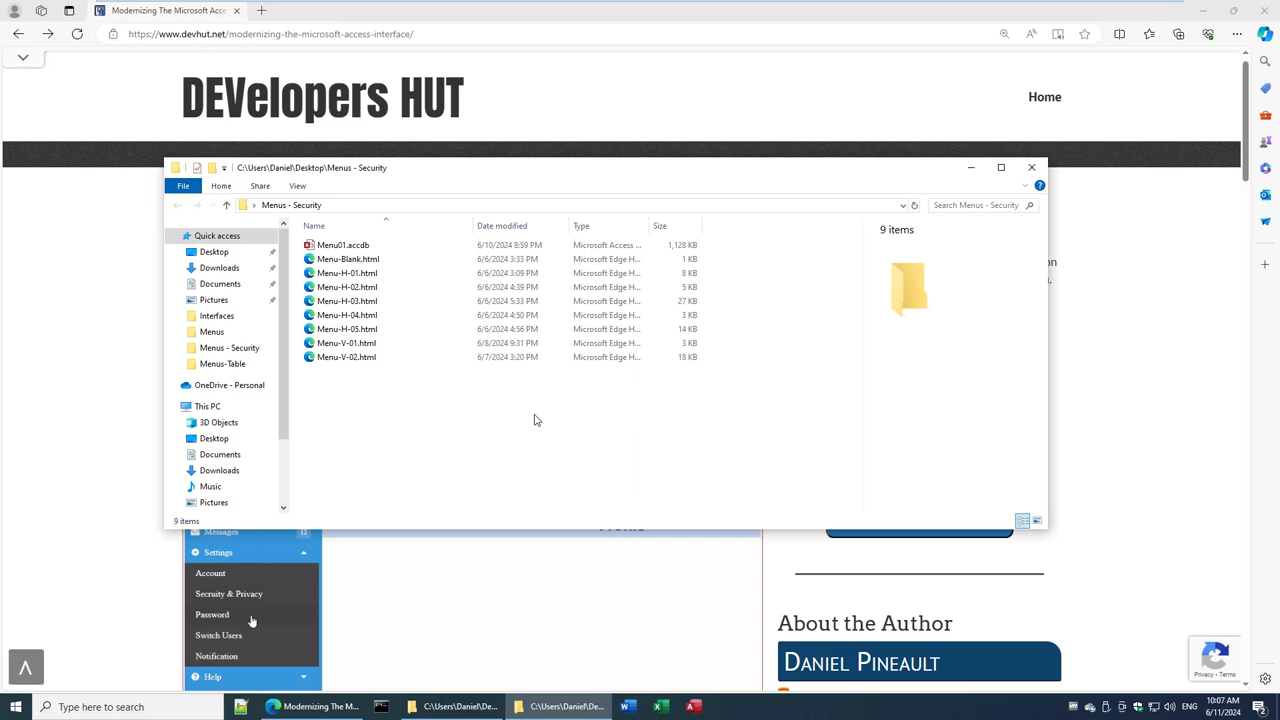 Modernizing The Microsoft Acce
https://www.devhut.net/modernizing-the-microsoft-access-interface/
DEVelopers HUT
Home
C:\Users\Daniel\Desktop\Menus - Security
File Home Share View
Menus - Security
Search Menus - Security
Quick access
Desktop
Downloads
Documents
Pictures
Interfaces
Menus
Menus - Security
Menus-Table
OneDrive - Personal
This PC
3D Objects
Desktop
Documents
Downloads
Music
Pictures
Name Date modified Type Size
Menu01.accdb 6/10/2024 8:59 PM Microsoft Access ... 1,128 KB
Menu-Blank.html 6/6/2024 3:33 PM Microsoft Edge H... 1 KB
Menu-H-01.html 6/6/2024 3:09 PM Microsoft Edge H... 8 KB
Menu-H-02.html 6/6/2024 4:39 PM Microsoft Edge H... 5 KB
Menu-H-03.html 6/6/2024 5:33 PM Microsoft Edge H... 27 KB
Menu-H-04.html 6/6/2024 4:50 PM Microsoft Edge H... 3 KB
Menu-H-05.html 6/6/2024 4:56 PM Microsoft Edge H... 14 KB
Menu-V-01.html 6/8/2024 9:31 PM Microsoft Edge H... 3 KB
Menu-V-02.html 6/7/2024 3:20 PM Microsoft Edge H... 18 KB
9 items
on
.
9 items
Messages 12
Settings
Account
Secruity & Privacy
Password
Switch Users
Notification
Help
About the Author
Daniel Pineault
Privacy - Terms
Type here to search
Modernizing The M...
C:\Users\Daniel\De...
C:\Users\Daniel\De...
10:07 AM
6/11/2024